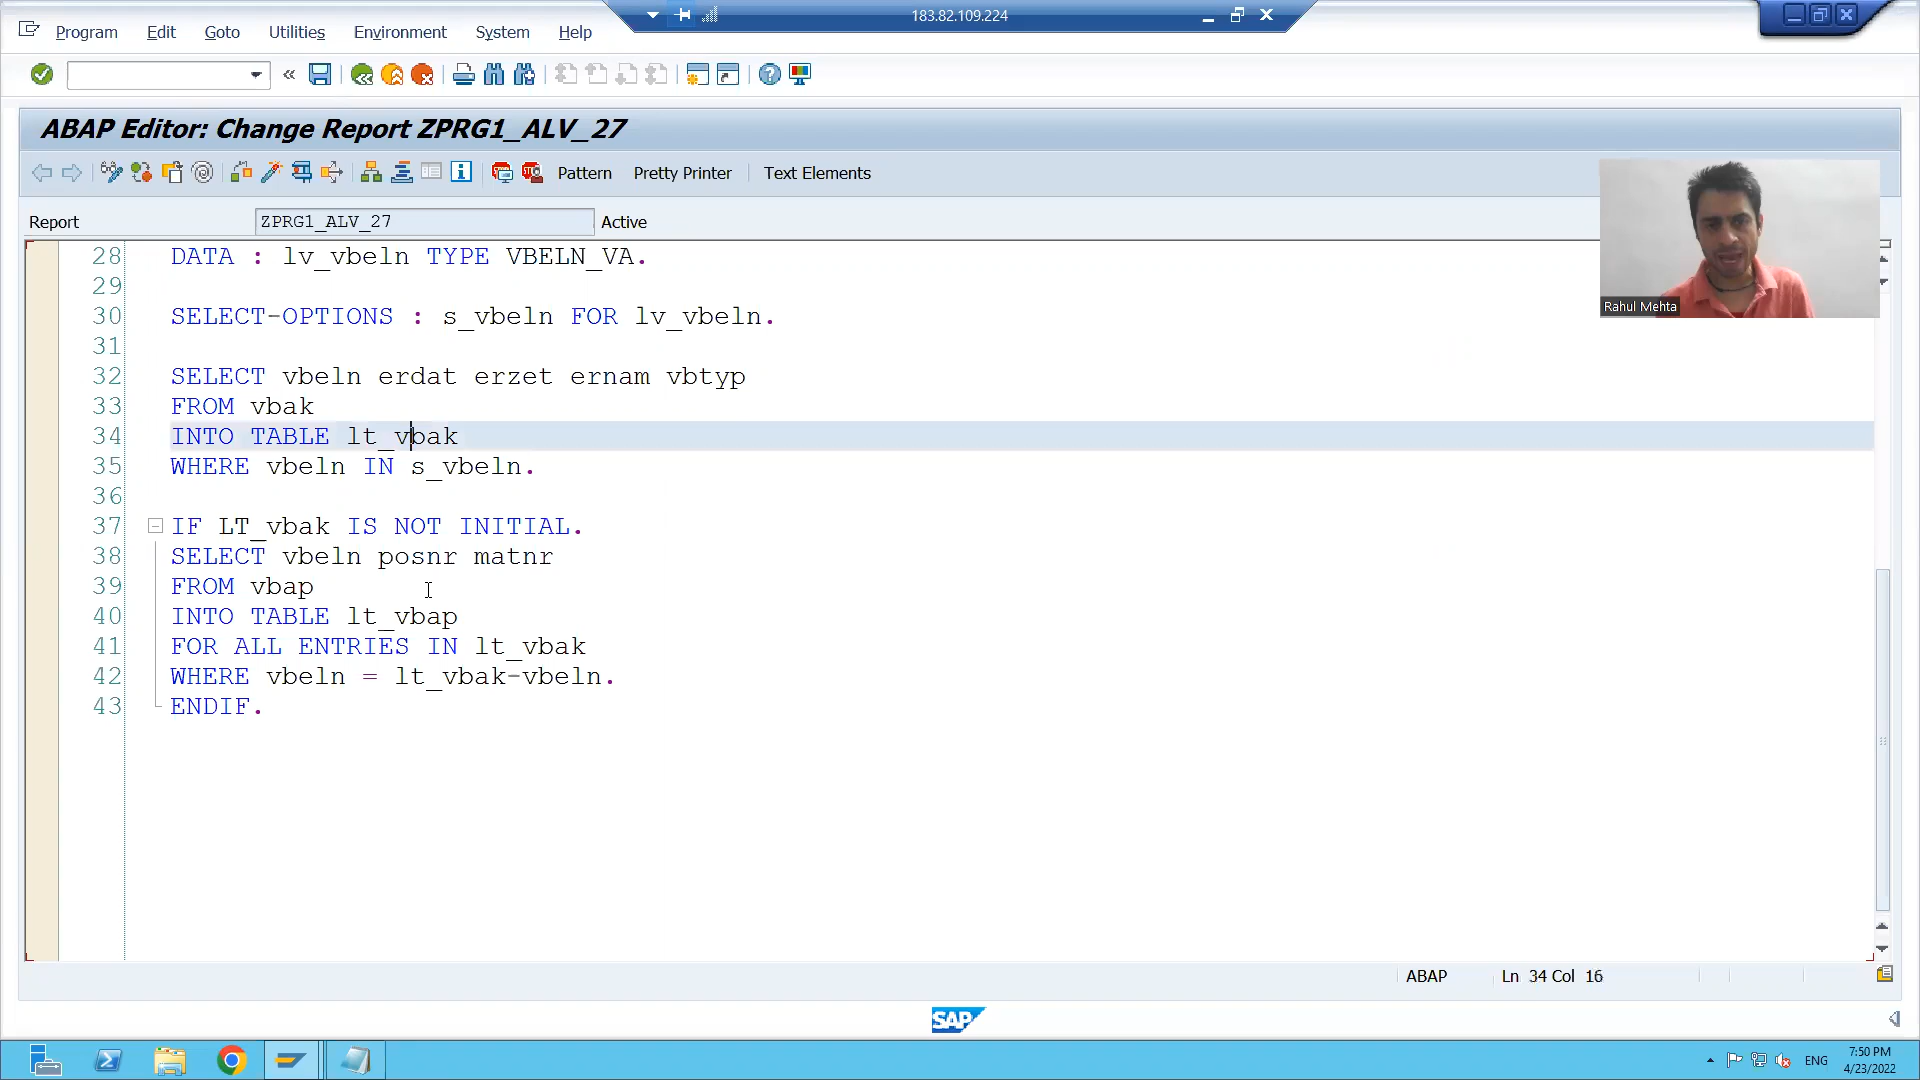 183.82.109.224
Program Edit Goto Utilities Environment System Help
ABAP Editor: Change Report ZPRG1_ALV_27
Pattern Pretty Printer Text Elements
Report ZPRG1_ALV_27 Active
Rahul Mehta
28 DATA : lv_vbeln TYPE VBELN_VA.
29
30 SELECT-OPTIONS : s_vbeln FOR lv_vbeln.
31
32 SELECT vbeln erdat erzet ernam vbtyp
33 FROM vbak
34 INTO TABLE lt_vbak
35 WHERE vbeln IN s_vbeln.
36
37 IF LT_vbak IS NOT INITIAL.
38 SELECT vbeln posnr matnr
39 FROM vbap
40 INTO TABLE lt_vbap
41 FOR ALL ENTRIES IN lt_vbak
42 WHERE vbeln = lt_vbak-vbeln.
43 ENDIF.
ABAP Ln 34 Col 16
SAP
ENG
7:50 PM
4/23/2022